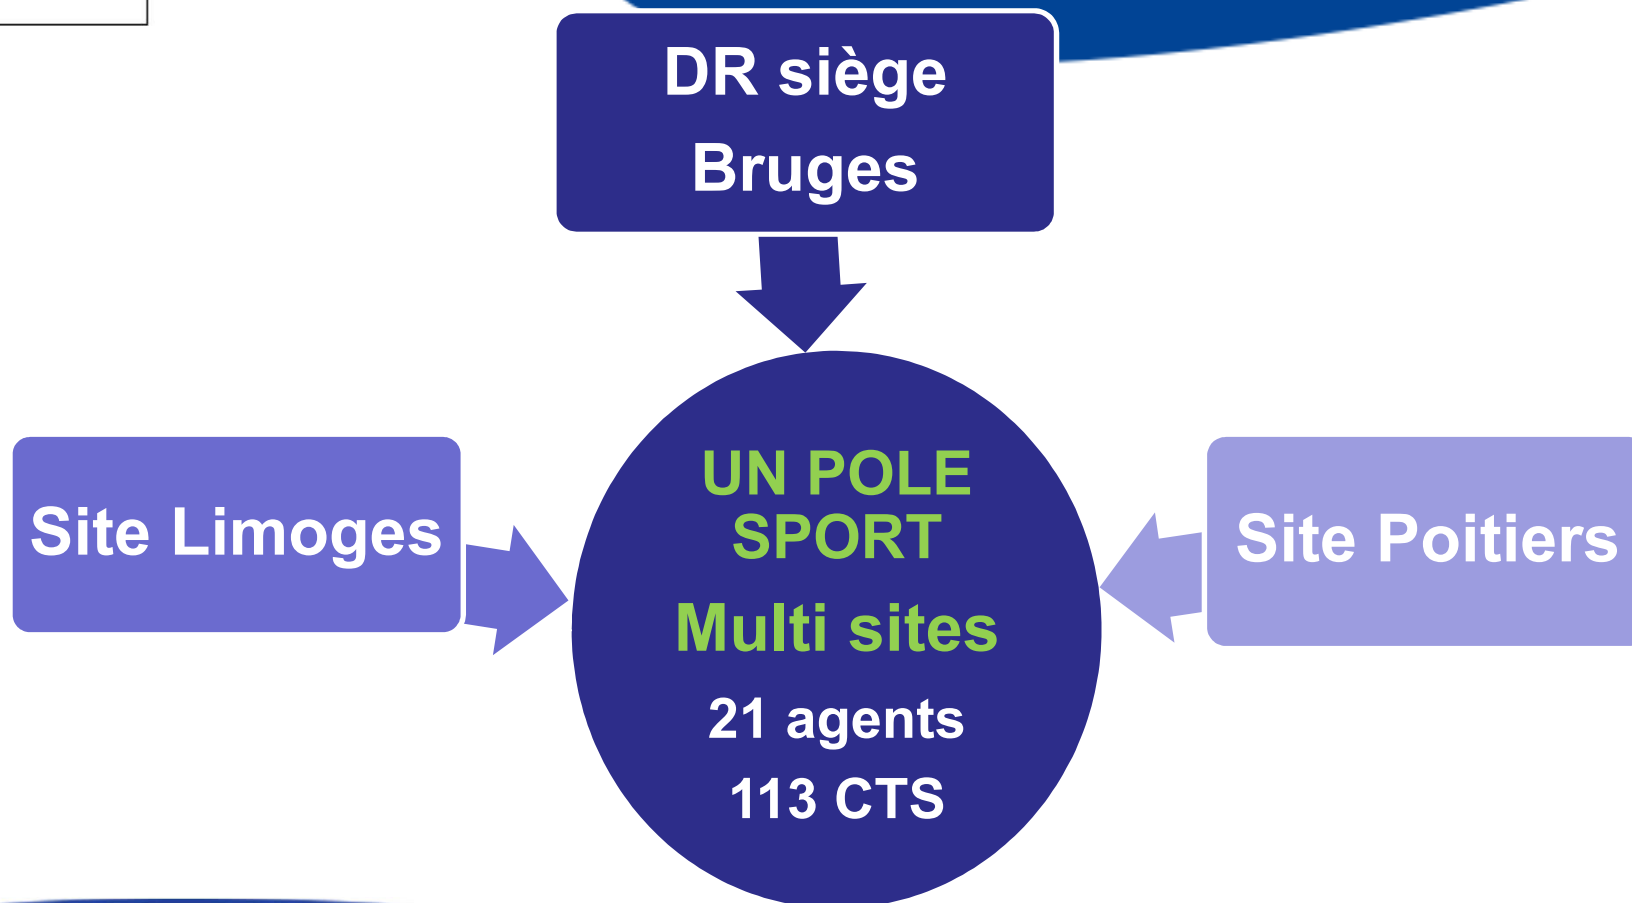 DR siège
Bruges
Site Limoges
UN POLE
SPORT
Multi sites
21 agents
113 CTS
Site Poitiers